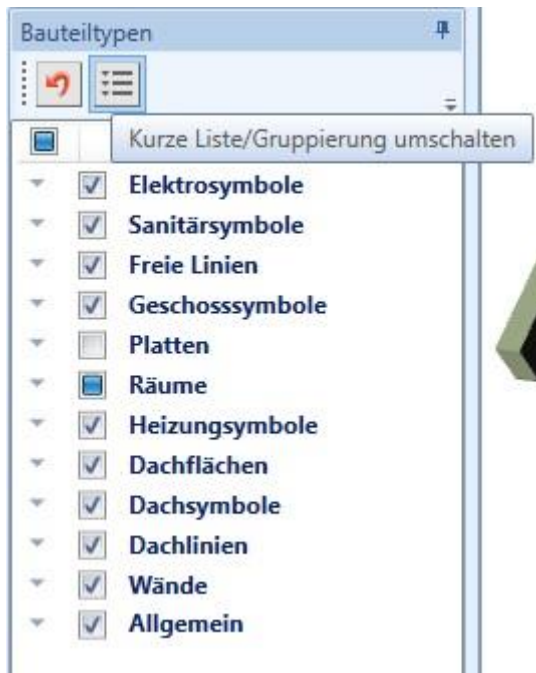 Bauteiltypen
Kurze Liste/Gruppierung umschalten
Elektrosymbole
Sanitärsymbole
Freie Linien
Geschosssymbole
Platten
Räume
Heizungsymbole
Dachflächen
Dachsymbole
Dachlinien
Wände
Allgemein